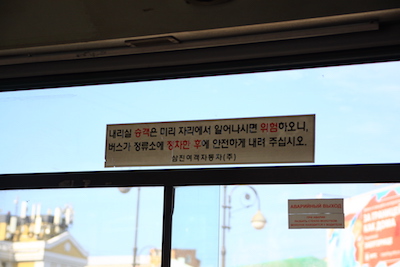 내리실 승객은 미리 자리에서 일어나시면 위험하오니,
버스가 정류소에 정차한 후에 안전하게 내려 주십시오.
삼진여객자동차(주)
АВАРИЙНЫЙ ВЫХОД